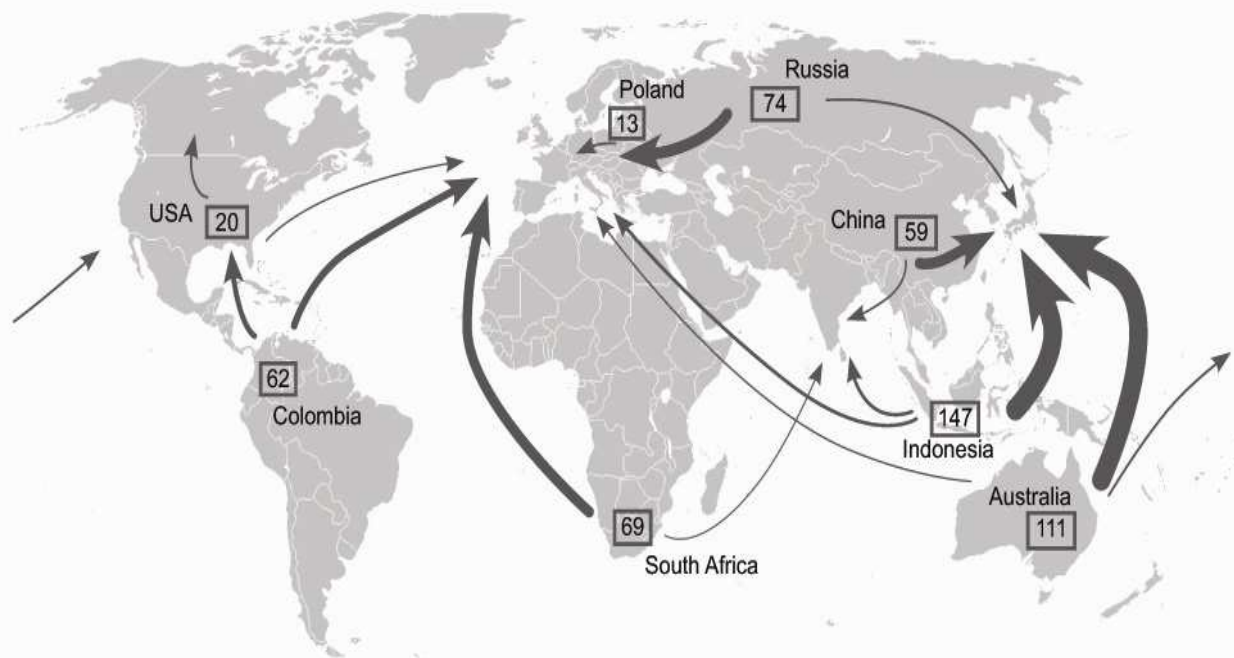 Russia
74
Poland
13
USA
20
China
59
62
Colombia
147
Indonesia
Australia
111
69
South Africa